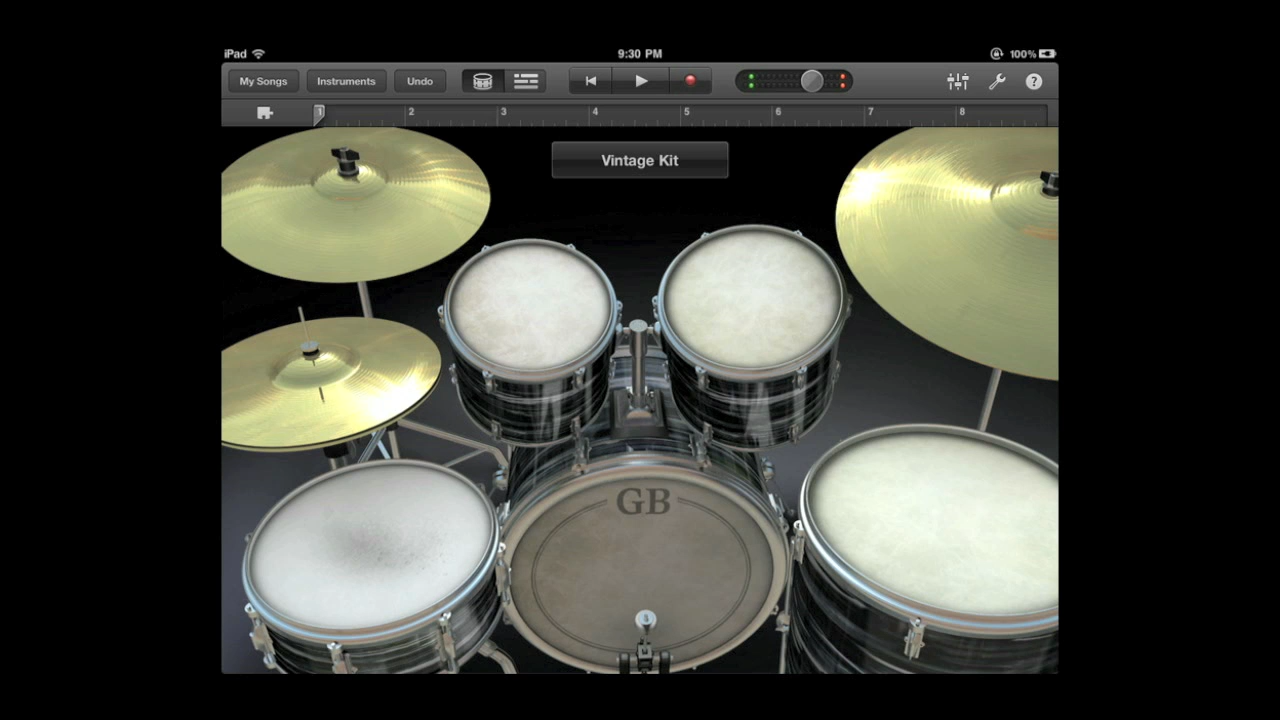 iPad 9:30 PM 100%
My Songs Instruments Undo ?
1 2 3 4 5 6 7 8
Vintage Kit
GB